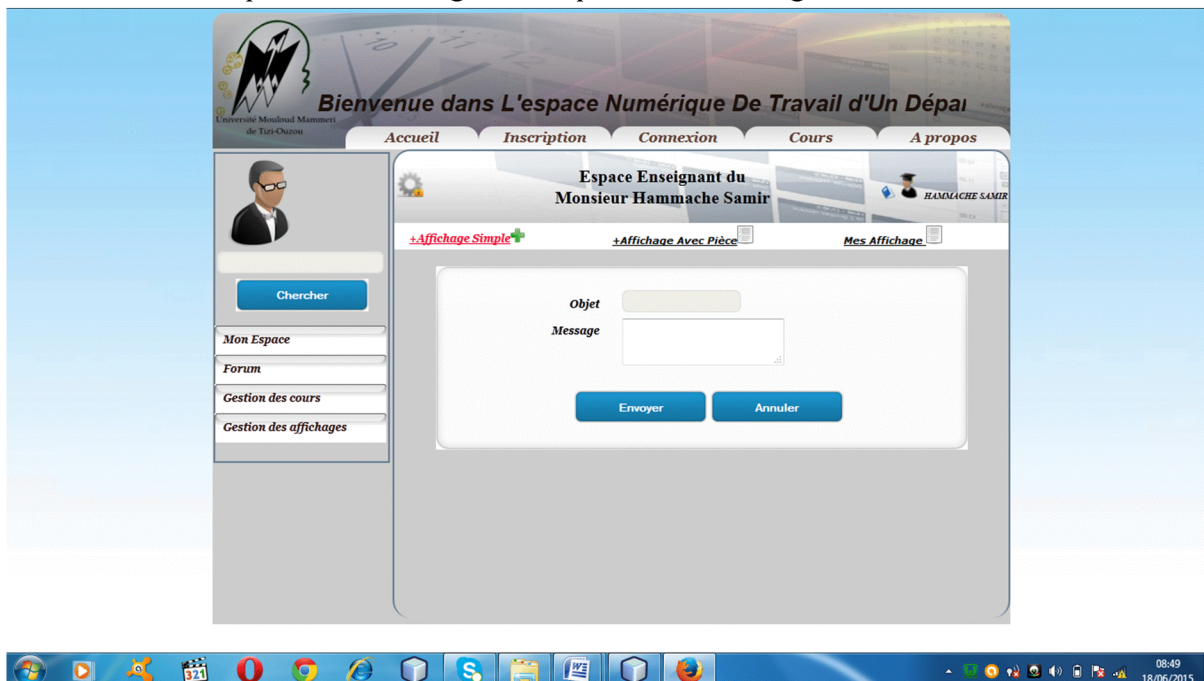 Bienvenue dans L'espace Numérique De Travail d'Un Dépar
Université Mouloud Mammeri
de Tizi-Ouzou
Accueil Inscription Connexion Cours A propos
Espace Enseignant du
Monsieur Hammache Samir
HAMMACHE SAMIR
+Affichage Simple +Affichage Avec Pièce Mes Affichage
Chercher
Mon Espace
Forum
Gestion des cours
Gestion des affichages
Objet
Message
Envoyer Annuler
321
08:49
18/06/2015